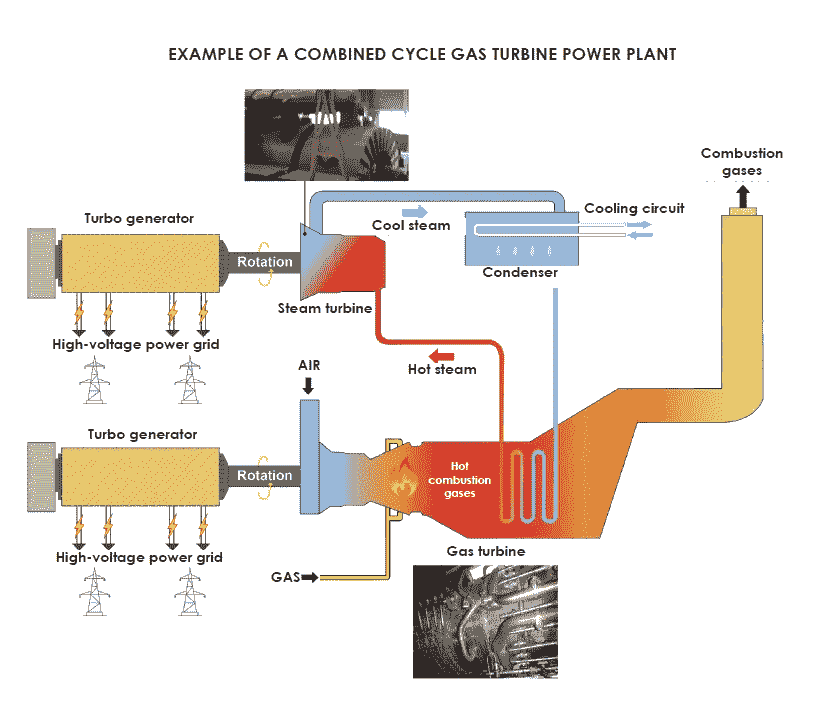 EXAMPLE OF A COMBINED CYCLE GAS TURBINE POWER PLANT
Combustion
gases
Turbo generator
Cool steam
Cooling circuit
Rotation
Condenser
Steam turbine
High-voltage power grid
Hot steam
AIR
Turbo generator
Rotation
Hot
combustion
gases
Gas turbine
High-voltage power grid
GAS